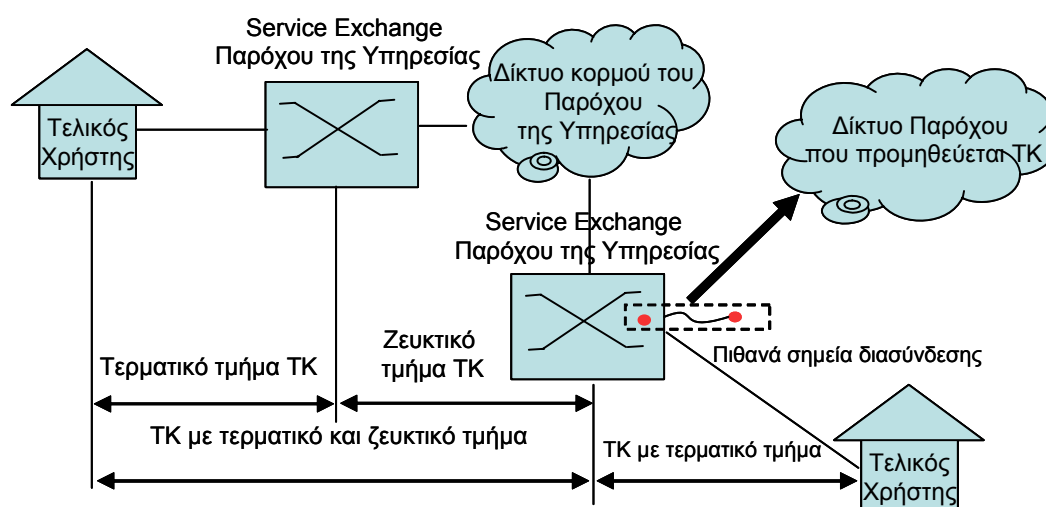 Service Exchange
Παρόχου της Υπηρεσίας
Τελικός
Χρήστης
Δίκτυο κορμού του
Παρόχου
της Υπηρεσίας
Δίκτυο Παρόχου
που προμηθεύεται ΤΚ
Service Exchange
Παρόχου της Υπηρεσίας
Τερματικό τμήμα ΤΚ
Ζευκτικό
τμήμα ΤΚ
Πιθανά σημεία διασύνδεσης
ΤΚ με τερματικό και ζευκτικό τμήμα
ΤΚ με τερματικό τμήμα
Τελικός
Χρήστης